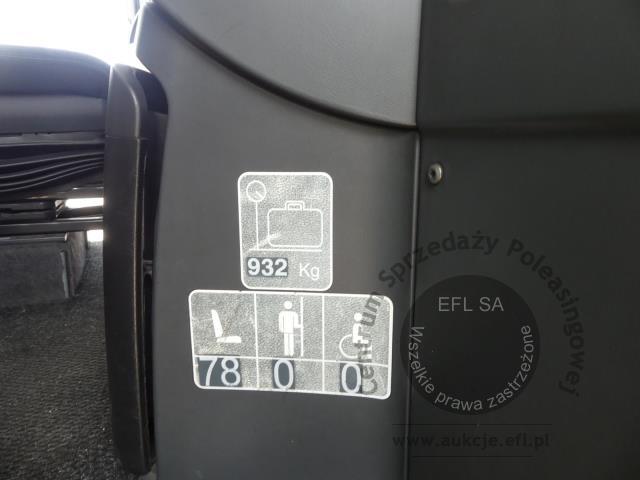 932 Kg
78 0 0
Centrum Sprzedaży Poleasingowej
EFL SA
Wszelkie prawa zastrzeżone
www.aukcje.efl.pl